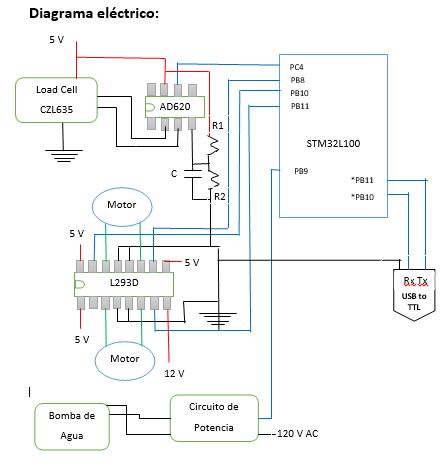 Diagrama eléctrico:
5 V
Load Cell
CZL635
AD620
PC4
PB8
PB10
PB11
STM32L100
R1
C
R2
PB9
*PB11
*PB10
Motor
5 V
5 V
L293D
Rx Tx
USB to
TTL
5 V
Motor
12 V
Bomba de
Agua
Circuito de
Potencia
120 V AC